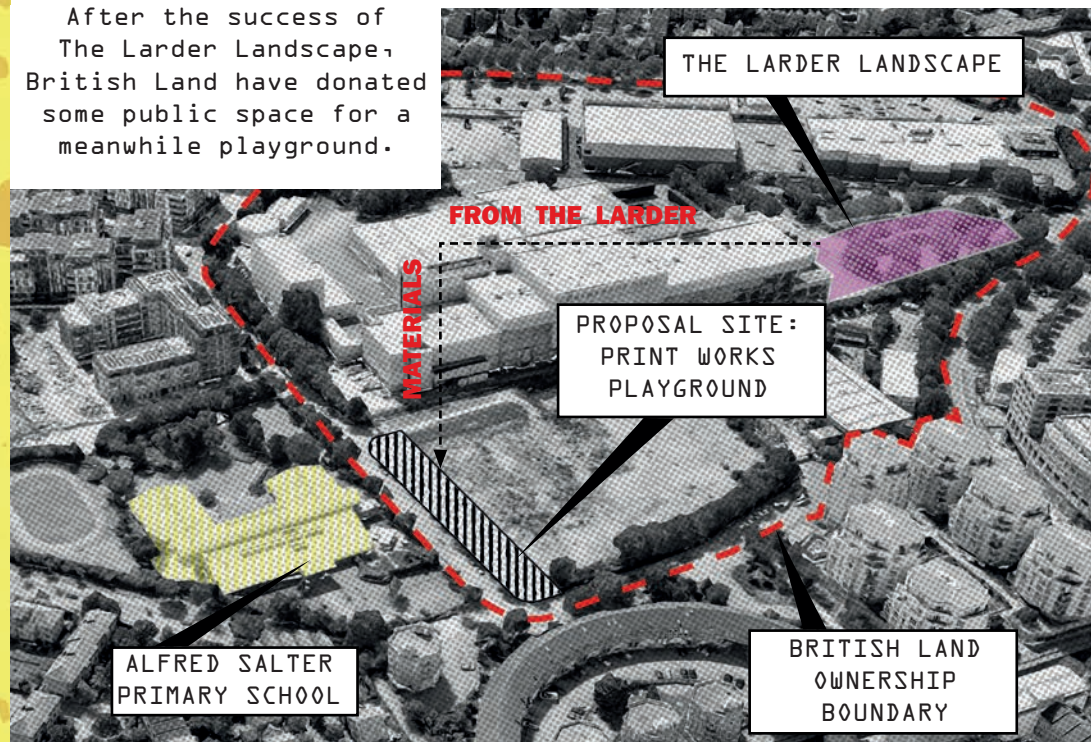 After the success of
The Larder Landscape,
British Land have donated
some public space for a
meanwhile playground.
THE LARDER LANDSCAPE
FROM THE LARDER
MATERIALS
PROPOSAL SITE:
PRINT WORKS
PLAYGROUND
ALFRED SALTER
PRIMARY SCHOOL
BRITISH LAND
OWNERSHIP
BOUNDARY